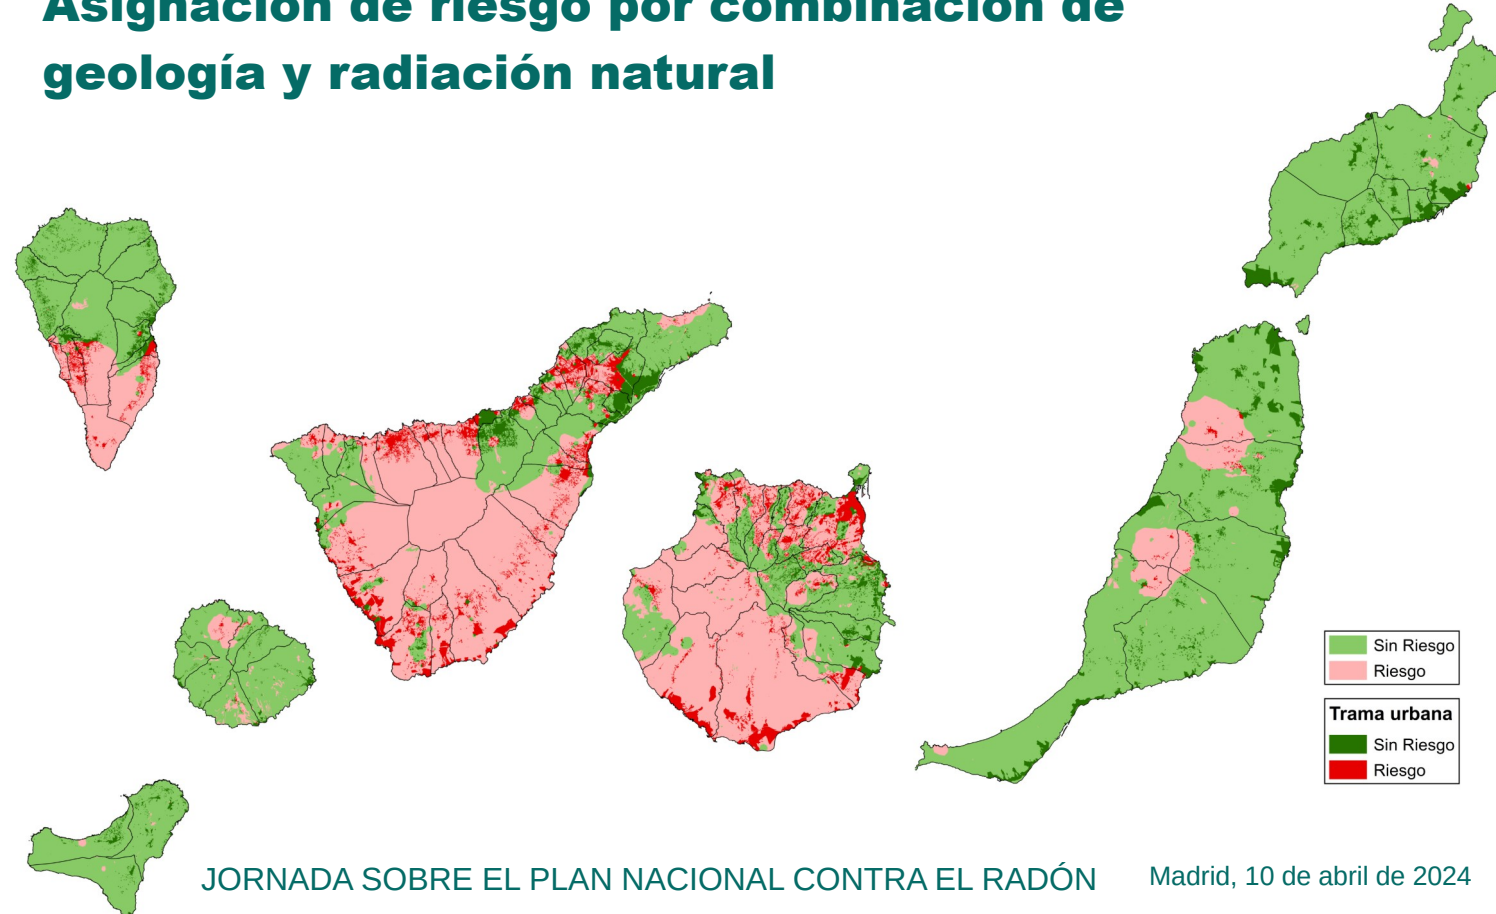 Asignación de riesgo por combinación de
geología y radiación natural
Sin Riesgo
Riesgo
Trama urbana
Sin Riesgo
Riesgo
JORNADA SOBRE EL PLAN NACIONAL CONTRA EL RADÓN
Madrid, 10 de abril de 2024